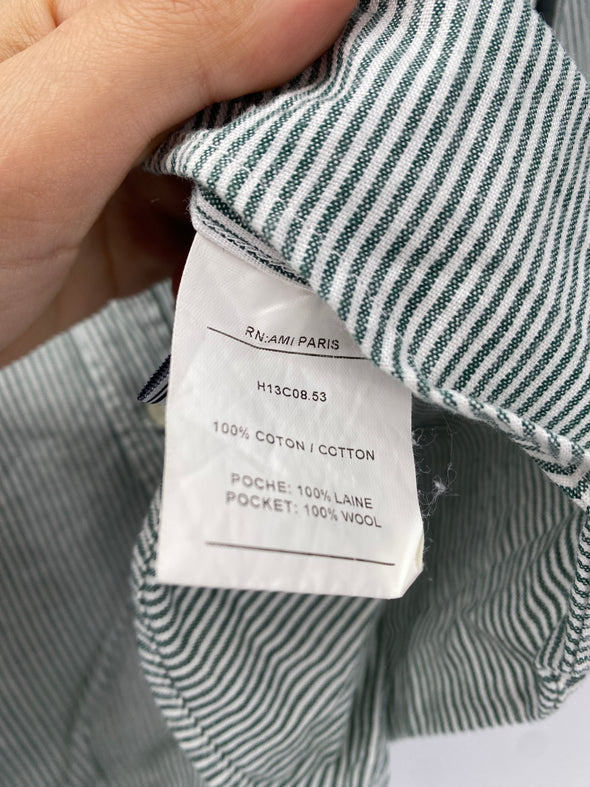 RN:AMI PARIS
H13C08.53
100% COTON / COTTON
POCHE: 100% LAINE
POCKET: 100% WOOL